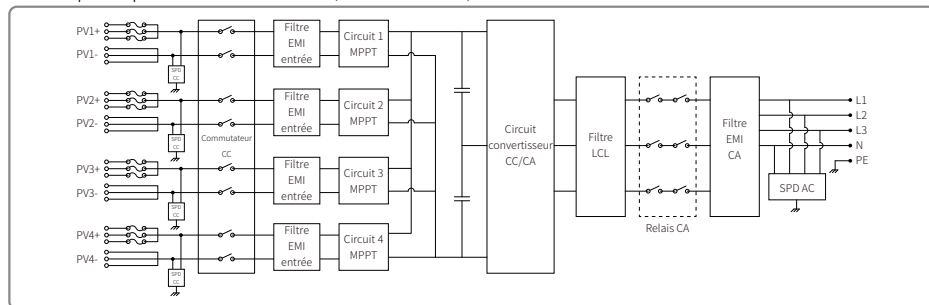 PV1+
PV1-
SPD
CC
Filtre
EMI
entrée
Circuit 1
MPPT
PV2+
PV2-
SPD
CC
Filtre
EMI
entrée
Circuit 2
MPPT
Commutateur
CC
PV3+
PV3-
SPD
CC
Filtre
EMI
entrée
Circuit 3
MPPT
PV4+
PV4-
SPD
CC
Filtre
EMI
entrée
Circuit 4
MPPT
Circuit
convertisseur
CC/CA
Filtre
LCL
Relais CA
Filtre
EMI
CA
L1
L2
L3
N
PE
SPD AC